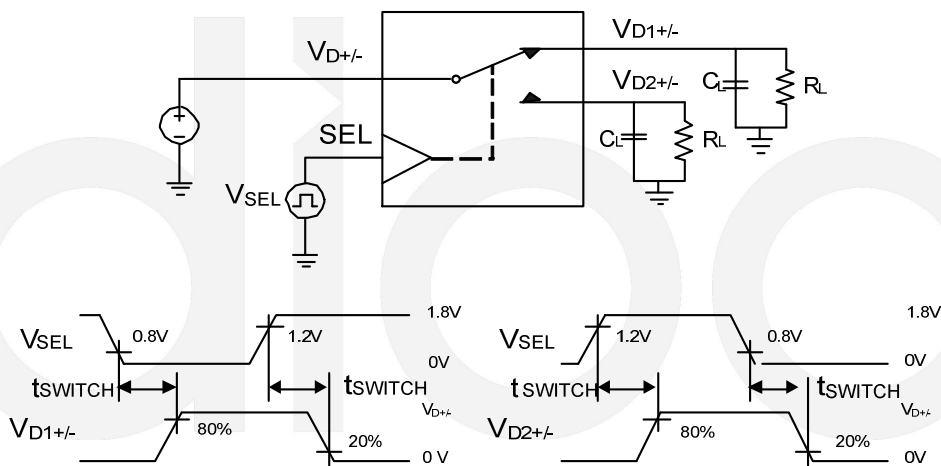 VD+/-
VD1+/-
VD2+/-
CL
RL
CL
RL
+
-
SEL
VSEL
VSEL
0.8V
1.2V
1.8V
0V
tSWITCH
tSWITCH
VD1+/-
80%
20%
VD+/-
0 V
VSEL
1.2V
0.8V
1.8V
0V
tSWITCH
tSWITCH
VD2+/-
80%
20%
VD+/-
0V
dioo